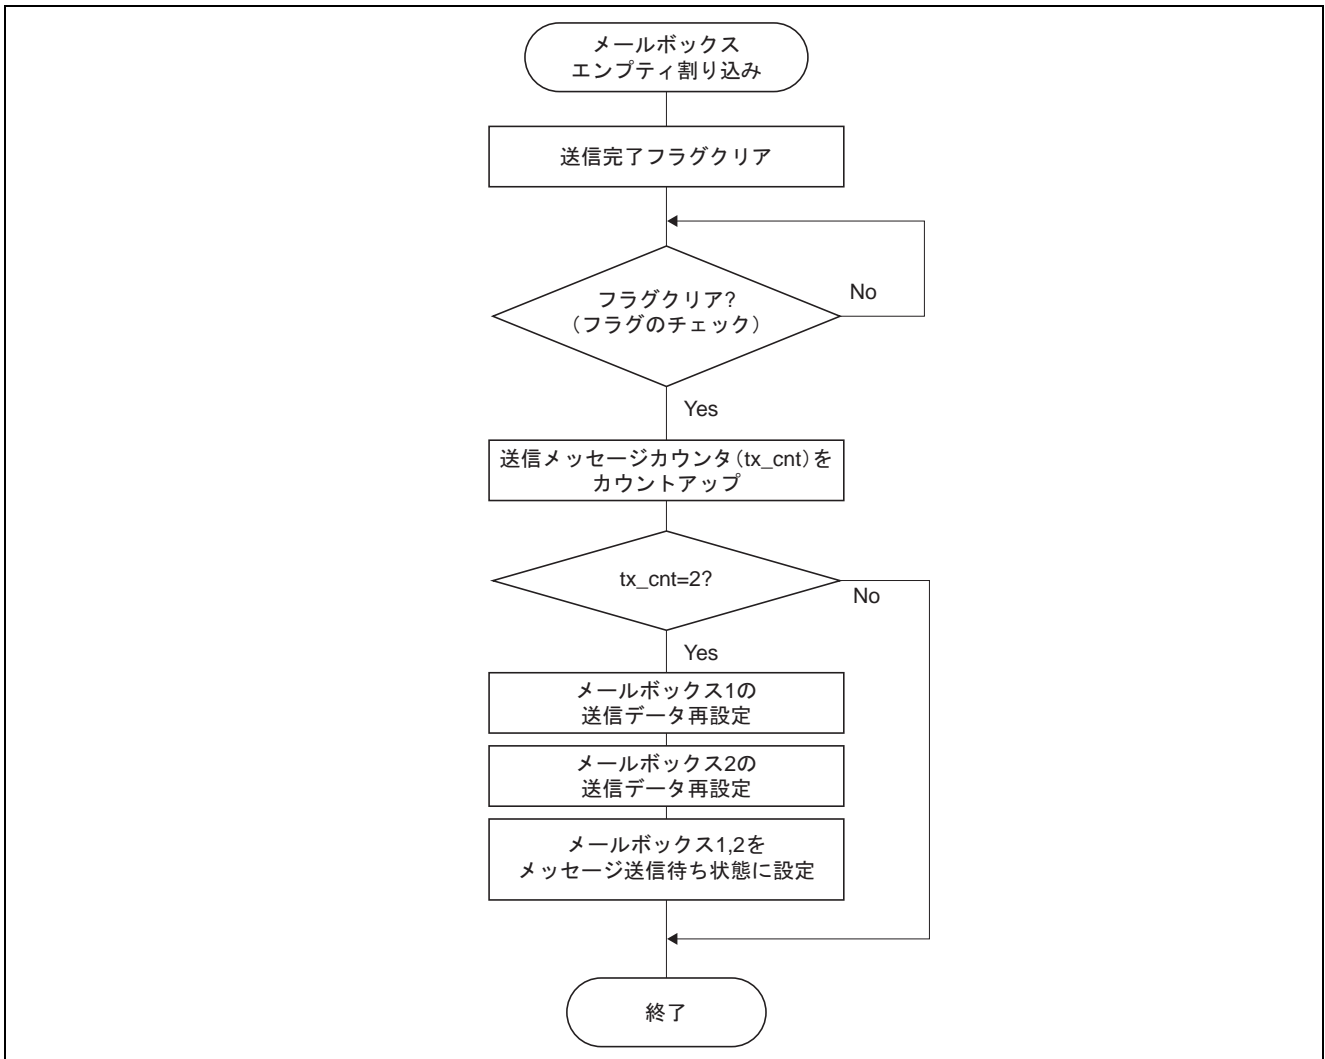 メールボックス
エンプティ割り込み
送信完了フラグクリア
フラグクリア?
（フラグのチェック）
No
Yes
送信メッセージカウンタ（tx_cnt）を
カウントアップ
tx_cnt=2?
No
Yes
メールボックス1の
送信データ再設定
メールボックス2の
送信データ再設定
メールボックス1,2を
メッセージ送信待ち状態に設定
終了